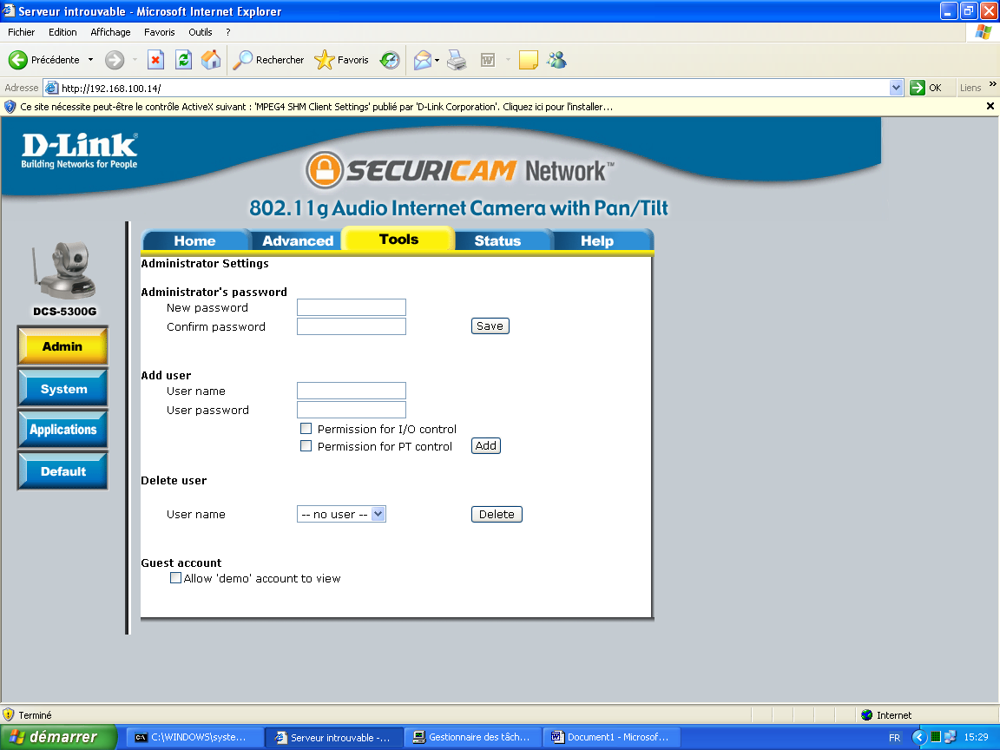 Serveur introuvable - Microsoft Internet Explorer
Fichier Edition Affichage Favoris Outils ?
Précédente Rechercher Favoris
Adresse http://192.168.100.14/ OK Liens »
Ce site nécessite peut-être le contrôle ActiveX suivant : 'MPEG4 SHM Client Settings' publié par 'D-Link Corporation'. Cliquez ici pour l'installer...
D-Link®
Building Networks for People
SECURICAM Network™
802.11g Audio Internet Camera with Pan/Tilt
Home Advanced Tools Status Help
DCS-5300G
Admin
System
Applications
Default
Administrator Settings
Administrator's password
New password
Confirm password Save
Add user
User name
User password
Permission for I/O control
Permission for PT control Add
Delete user
User name -- no user -- Delete
Guest account
Allow 'demo' account to view
Terminé Internet
démarrer C:\WINDOWS\syste... Serveur introuvable -... Gestionnaire des tâch... Document1 - Microsof... FR 15:29